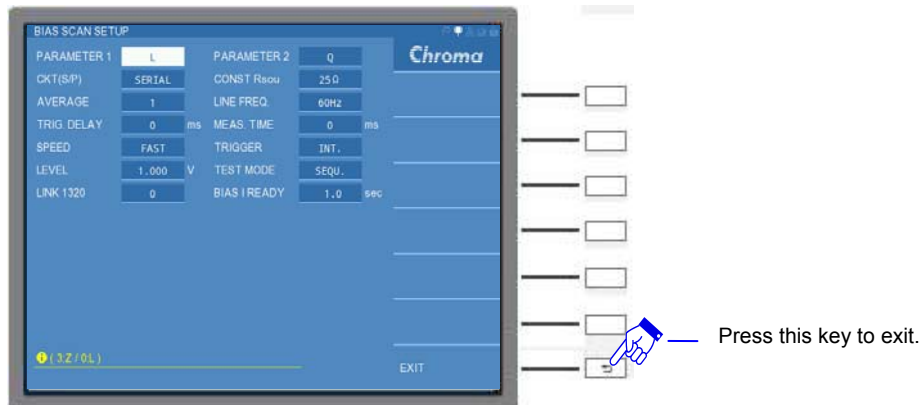 BIAS SCAN SETUP
Chroma
PARAMETER 1 L PARAMETER 2 Q
CKT(S/P) SERIAL CONST Rsou 25Ω
AVERAGE 1 LINE FREQ. 60HZ
TRIG. DELAY 0 ms MEAS. TIME 0 ms
SPEED FAST TRIGGER INT.
LEVEL 1.000 V TEST MODE SEQU.
LINK 1320 0 BIAS I READY 1.0 sec
Press this key to exit.
( 3:Z / 0:L )
EXIT